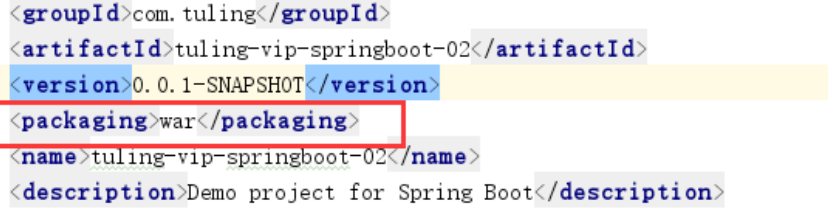 <groupId>com.tuling</groupId>
<artifactId>tuling-vip-springboot-02</artifactId>
<version>0.0.1-SNAPSHOT</version>
<packaging>war</packaging>
<name>tuling-vip-springboot-02</name>
<description>Demo project for Spring Boot</description>